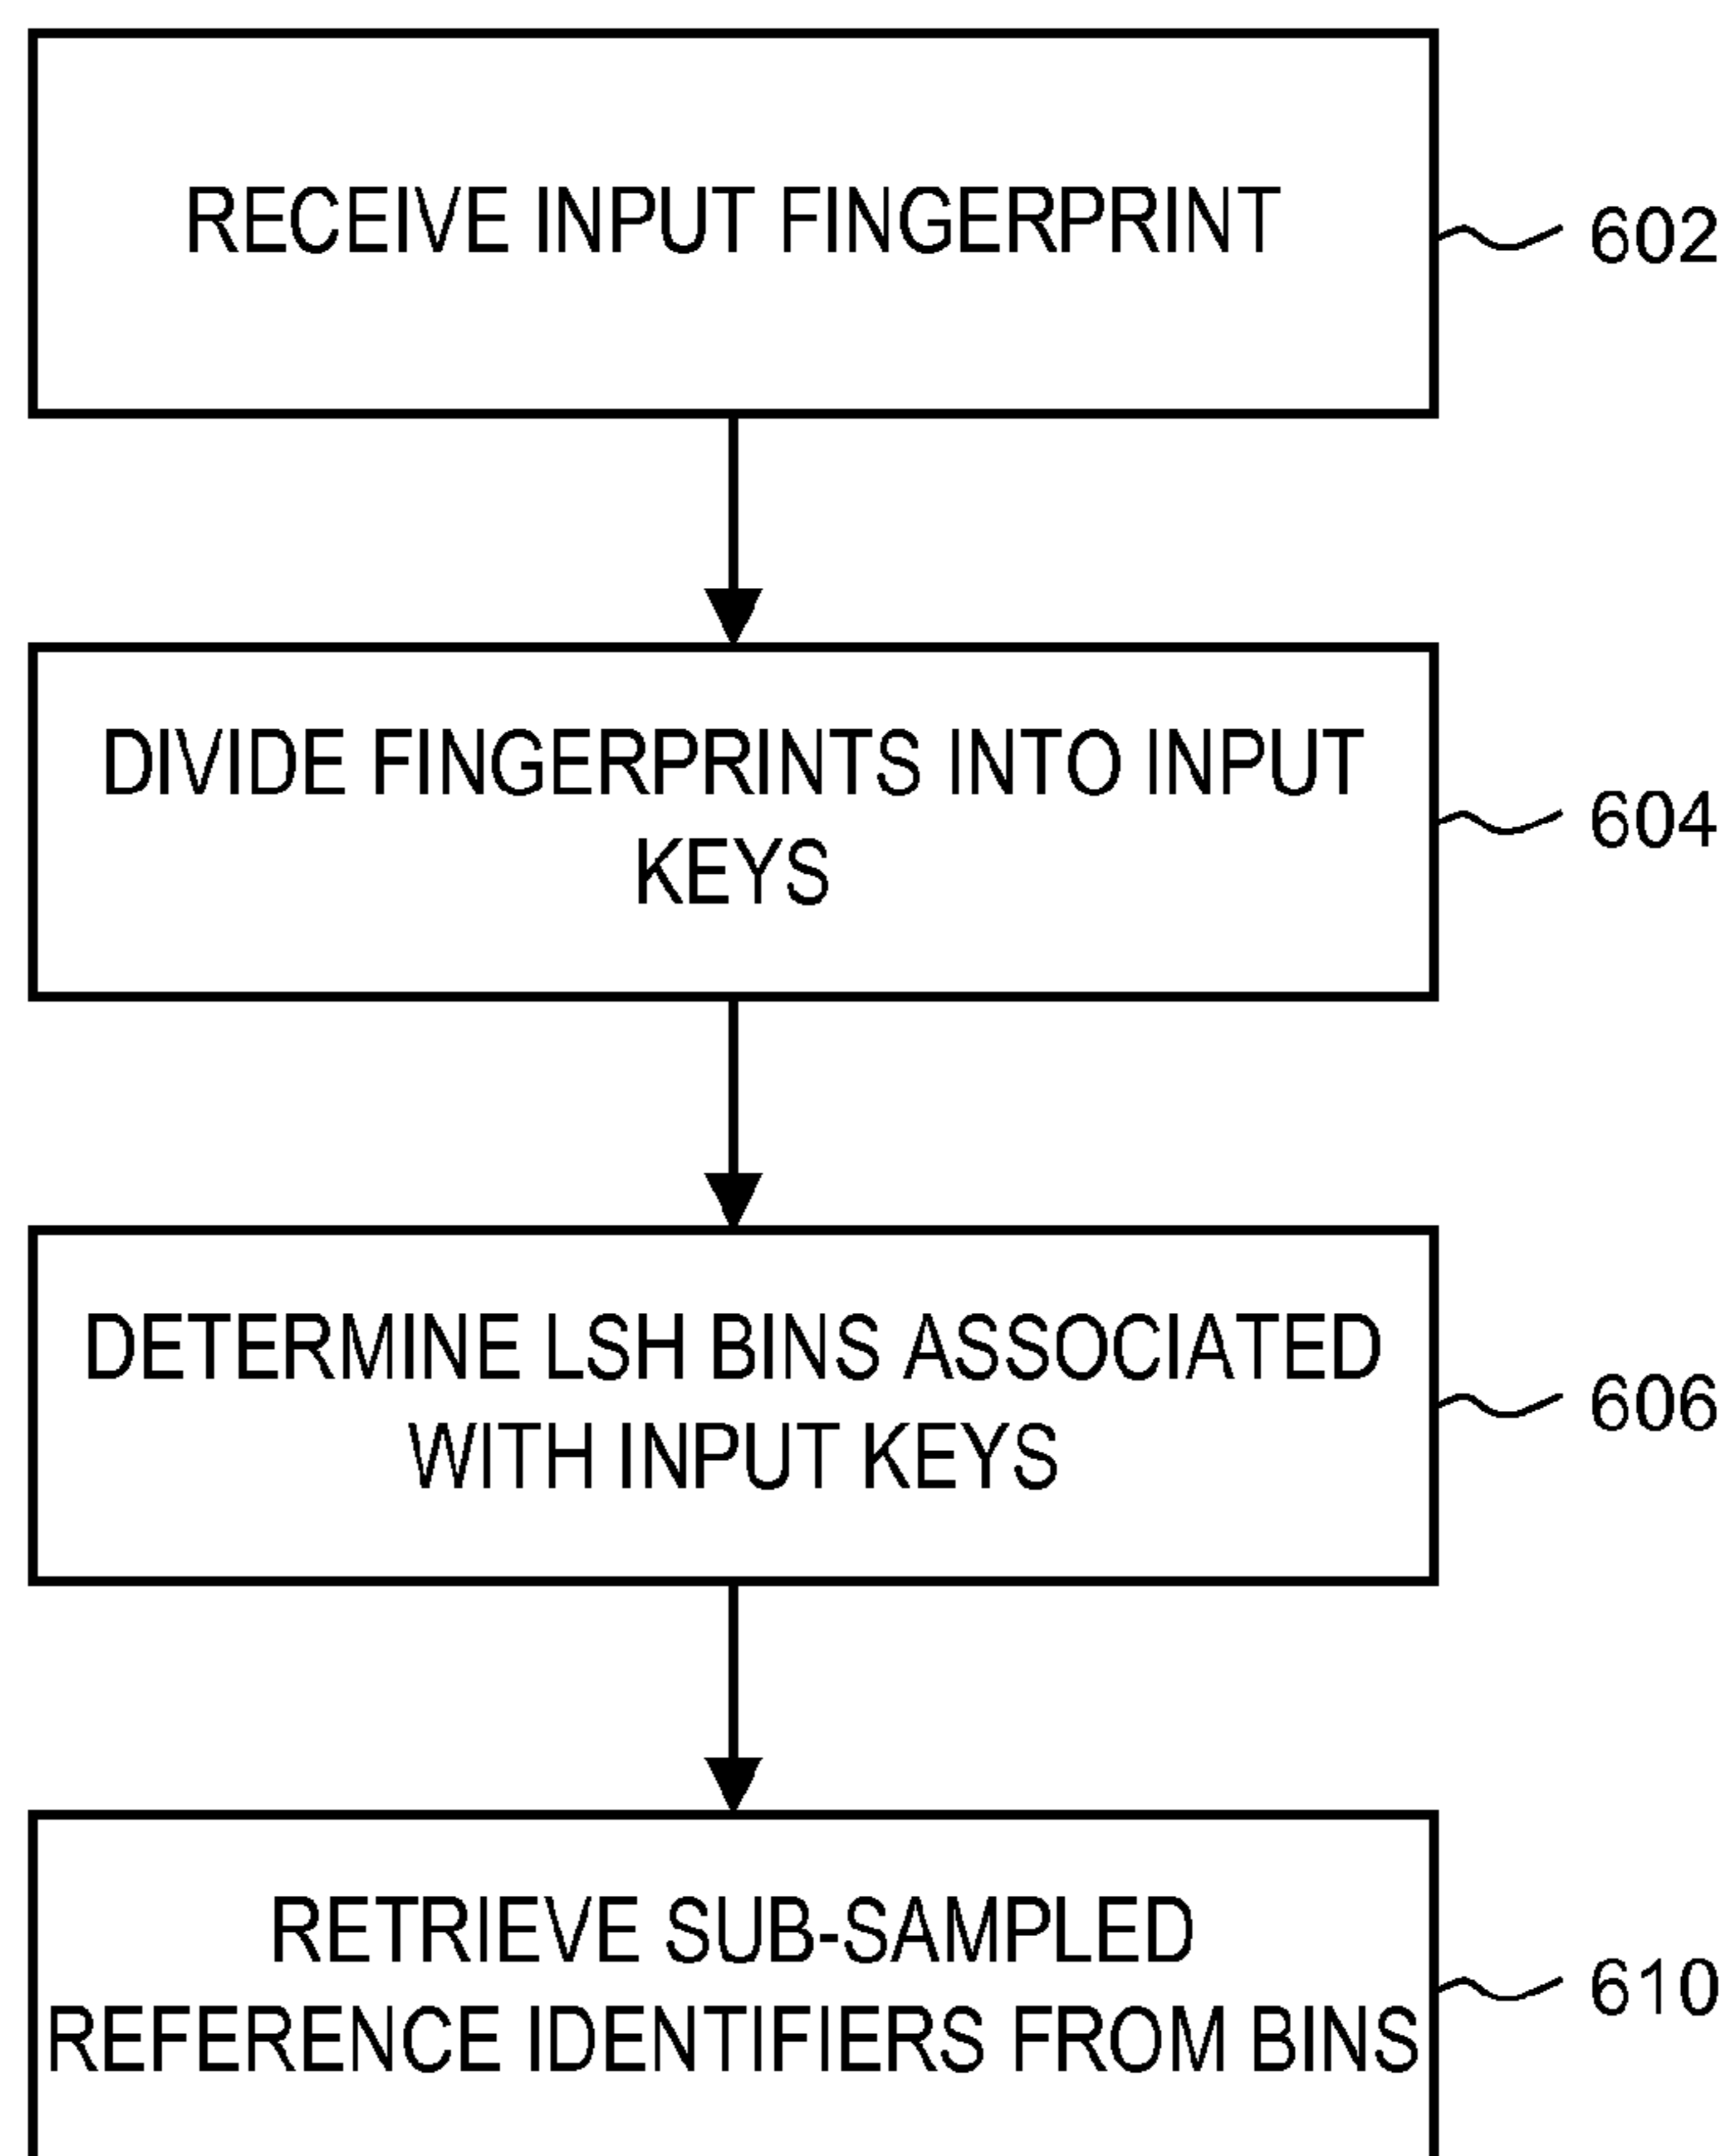 RECEIVE INPUT FINGERPRINT
602
DIVIDE FINGERPRINTS INTO INPUT
KEYS
604
DETERMINE LSH BINS ASSOCIATED
WITH INPUT KEYS
606
RETRIEVE SUB-SAMPLED
REFERENCE IDENTIFIERS FROM BINS
610